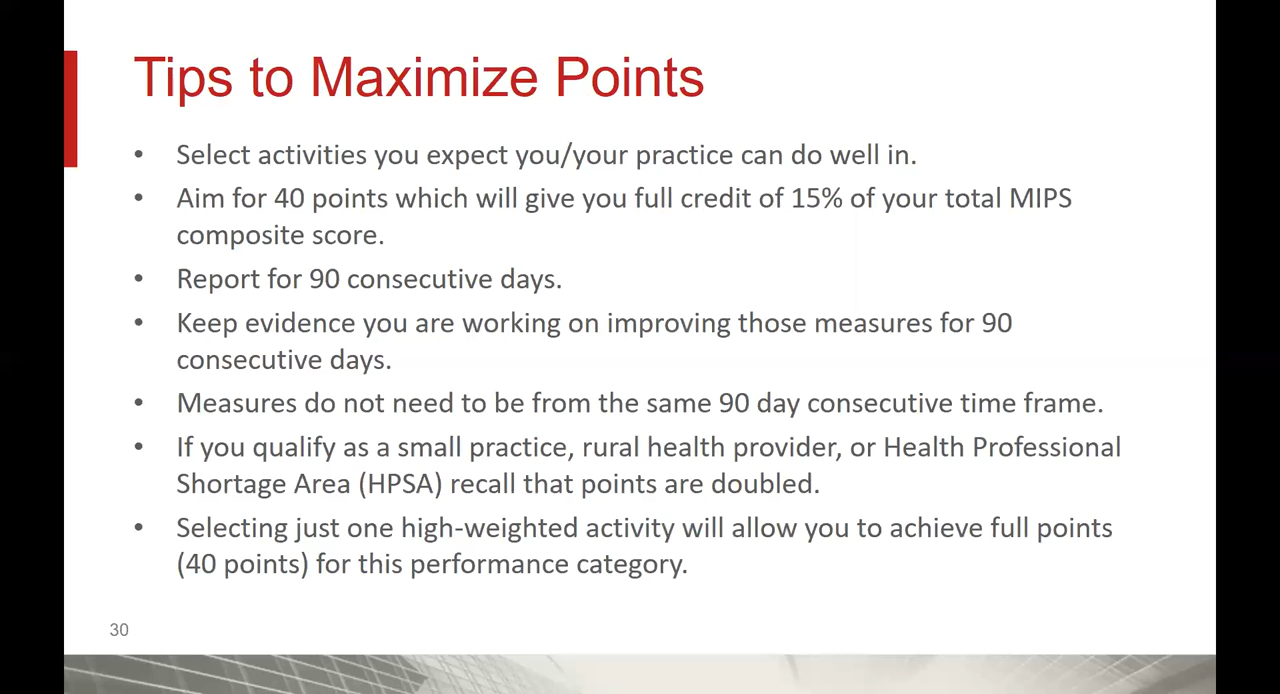 Tips to Maximize Points
• Select activities you expect you/your practice can do well in.
• Aim for 40 points which will give you full credit of 15% of your total MIPS
composite score.
• Report for 90 consecutive days.
• Keep evidence you are working on improving those measures for 90
consecutive days.
• Measures do not need to be from the same 90 day consecutive time frame.
• If you qualify as a small practice, rural health provider, or Health Professional
Shortage Area (HPSA) recall that points are doubled.
• Selecting just one high-weighted activity will allow you to achieve full points
(40 points) for this performance category.
30